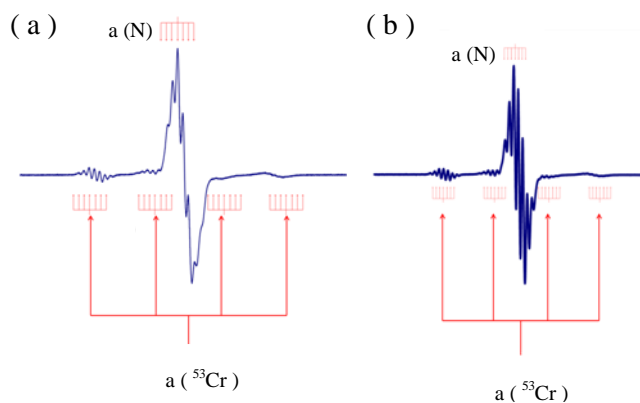 ( a )
a (N)
a ( ⁵³Cr )
( b )
a (N)
a ( ⁵³Cr )